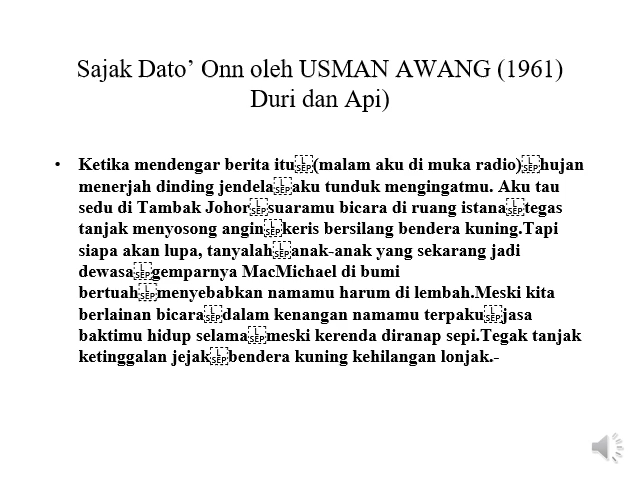 Sajak Dato’ Onn oleh USMAN AWANG (1961)
Duri dan Api)
• Ketika mendengar berita itu (malam aku di muka radio) hujan
menerjah dinding jendela aku tunduk mengingatmu. Aku tau
sedu di Tambak Johor suaramu bicara di ruang istana tegas
tanjak menyosong angin keris bersilang bendera kuning.Tapi
siapa akan lupa, tanyalah anak-anak yang sekarang jadi
dewasa gemparnya MacMichael di bumi
bertuah menyebabkan namamu harum di lembah.Meski kita
berlainan bicara dalam kenangan namamu terpaku jasa
baktimu hidup selama meski kerenda diranap sepi.Tegak tanjak
ketinggalan jejak bendera kuning kehilangan lonjak.-